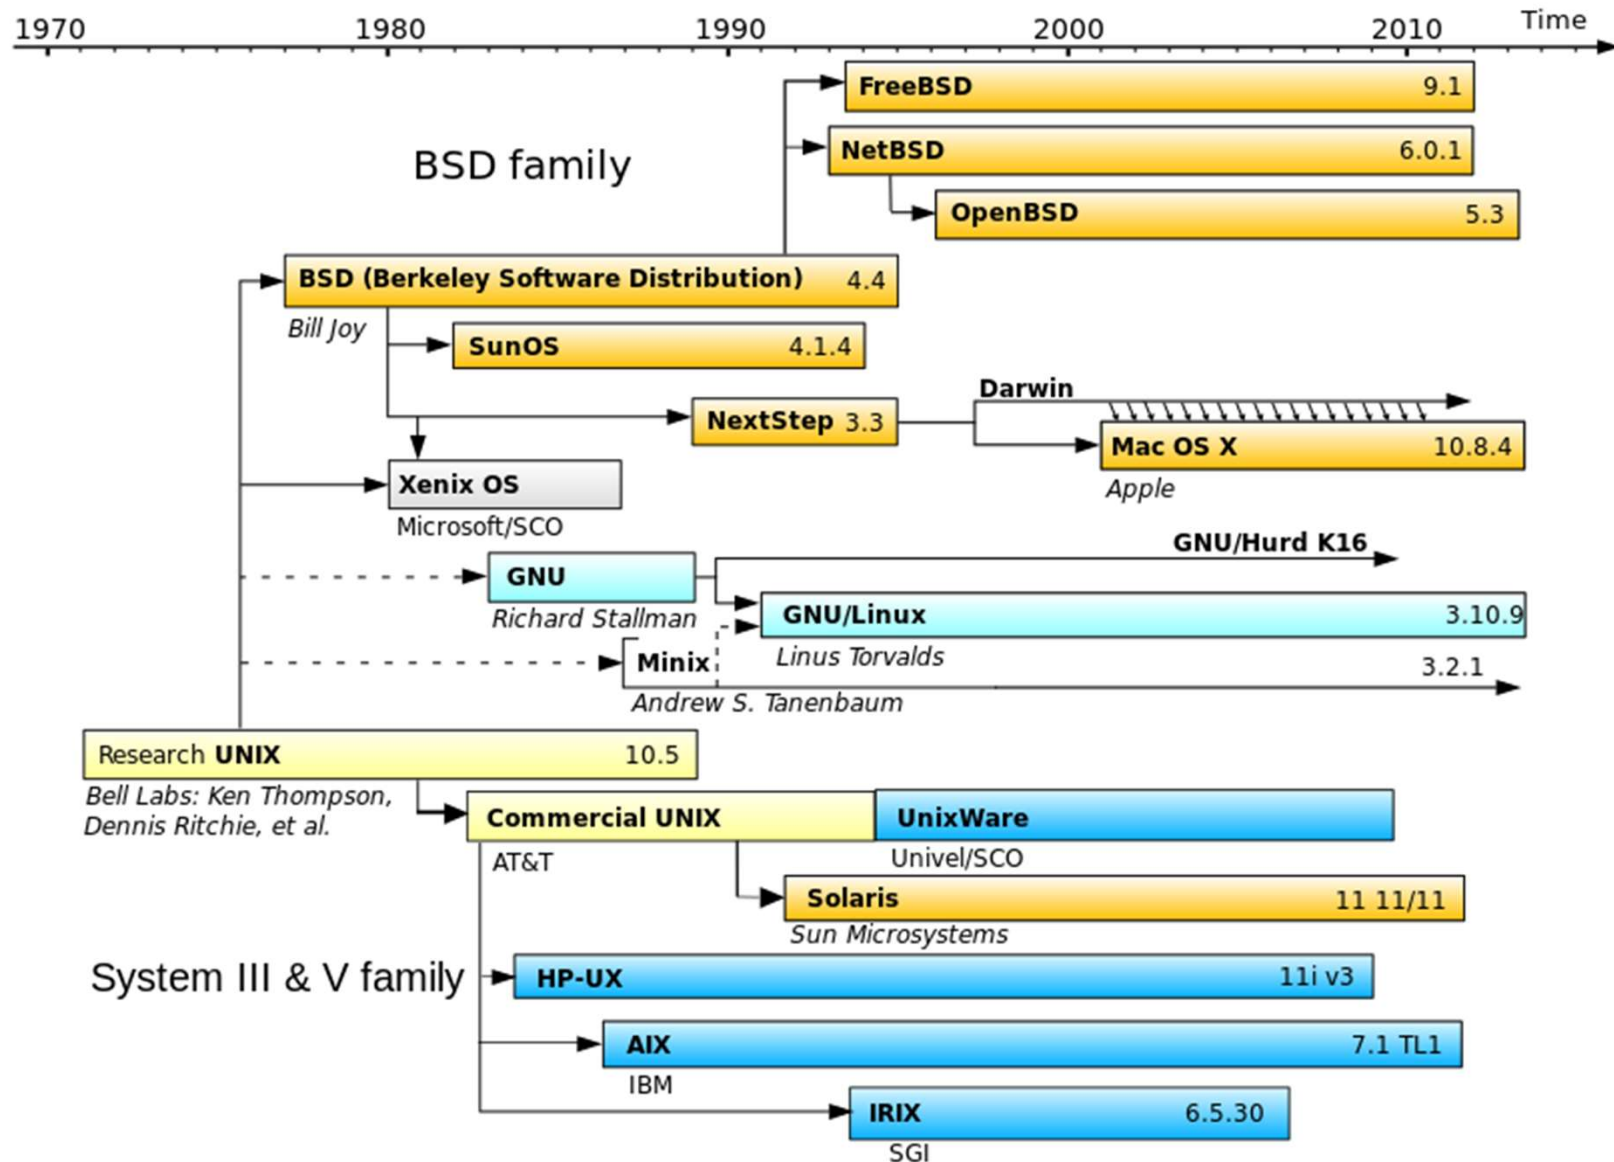 1970 1980 1990 2000 2010 Time
FreeBSD 9.1
NetBSD 6.0.1
BSD family
OpenBSD 5.3
BSD (Berkeley Software Distribution) 4.4
Bill Joy
SunOS 4.1.4
Darwin
NextStep 3.3
Mac OS X 10.8.4
Apple
Xenix OS
Microsoft/SCO
GNU/Hurd K16
GNU
Richard Stallman
GNU/Linux 3.10.9
Linus Torvalds
Minix 3.2.1
Andrew S. Tanenbaum
Research UNIX 10.5
Bell Labs: Ken Thompson,
Dennis Ritchie, et al.
Commercial UNIX
AT&T
UnixWare
Univel/SCO
Solaris 11 11/11
Sun Microsystems
System III & V family
HP-UX 11i v3
AIX 7.1 TL1
IBM
IRIX 6.5.30
SGI